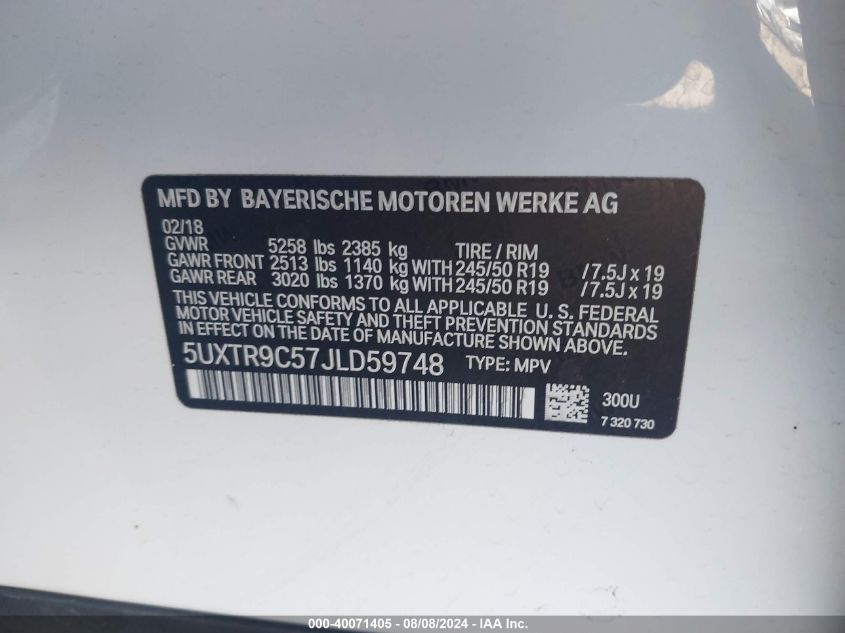 MFD BY BAYERISCHE MOTOREN WERKE AG
02/18
GVWR 5258 lbs 2385 kg TIRE / RIM
GAWR FRONT 2513 lbs 1140 kg WITH 245/50 R19 /7.5J x 19
GAWR REAR 3020 lbs 1370 kg WITH 245/50 R19 /7.5J x 19
THIS VEHICLE CONFORMS TO ALL APPLICABLE U. S. FEDERAL
MOTOR VEHICLE SAFETY AND THEFT PREVENTION STANDARDS
IN EFFECT ON THE DATE OF MANUFACTURE SHOWN ABOVE.
5UXTR9C57JLD59748 TYPE: MPV
300U
7 320 730
000-40071405 - 08/08/2024 - IAA Inc.